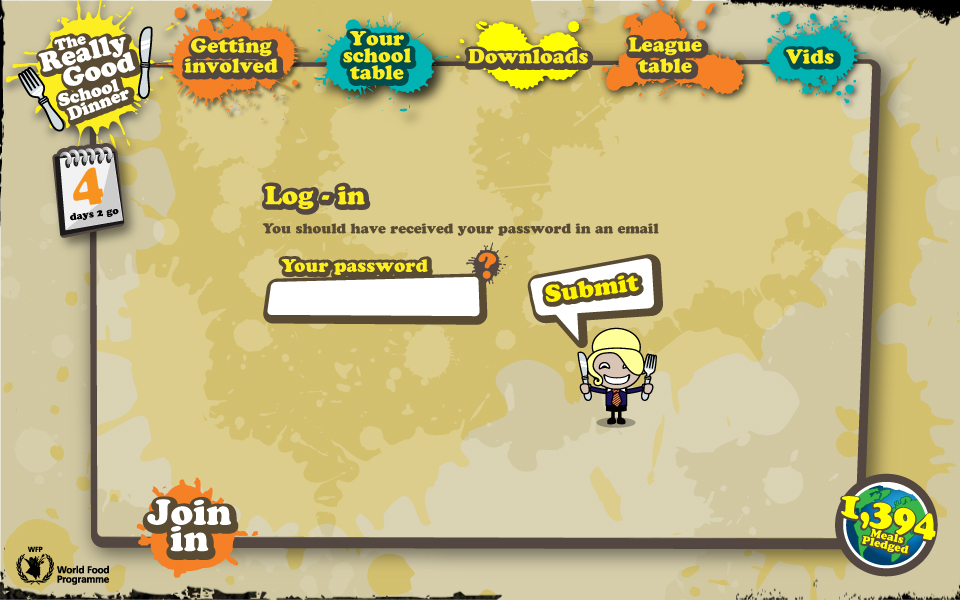 The
Really
Good
School
Dinner
Getting
involved
Your
school
table
Downloads
League
table
Vids
4
days 2 go
Log - in
You should have received your password in an email
Your password
?
Submit
Join
in
1,394
Meals
Pledged
WFP
World Food
Programme